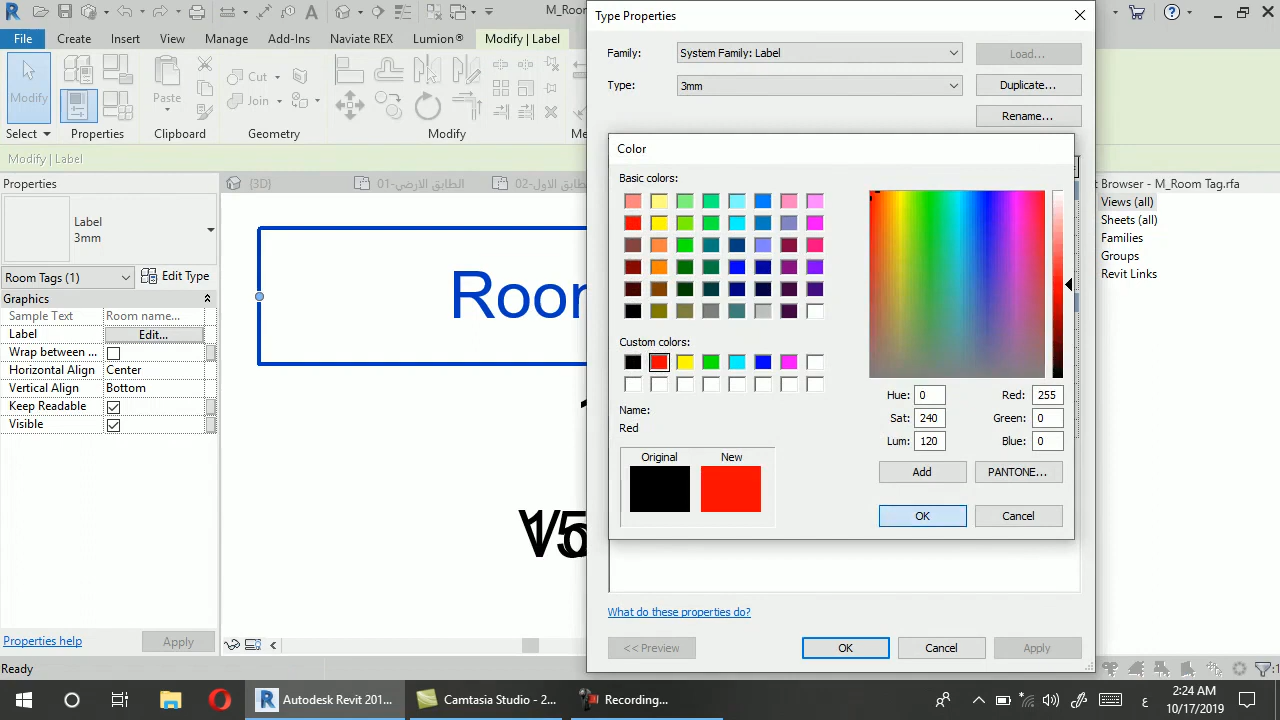 M_Roo
Type Properties
File
Create
Insert
View
Manage
Add-Ins
Naviate REX
Lumion®
Modify | Label
Family:
System Family: Label
Load...
Type:
3mm
Duplicate...
Rename...
Modify
Cut
Join
Paste
Select
Properties
Clipboard
Geometry
Modify
Me
Modify | Label
Properties
{3D}
الطابق الارضي-01
طابق الاول-02
Browser - M_Room Tag.rfa
Label
3mm
Room Tags (1)
Edit Type
Graphics
Sample Text
Room name...
Label
Edit...
Wrap between ...
Horizontal Align
Center
Vertical Align
Bottom
Keep Readable
Visible
Properties help
Apply
Views (all)
Sheets (all)
Families
Groups
Revit Links
Room
Color
Basic colors:
Custom colors:
Name:
Red
Original
New
Hue:
0
Red:
255
Sat:
240
Green:
0
Lum:
120
Blue:
0
Add
PANTONE...
OK
Cancel
What do these properties do?
<< Preview
OK
Cancel
Apply
Ready
:1
Autodesk Revit 201...
Camtasia Studio - 2...
Recording...
ع
2:24 AM
10/17/2019